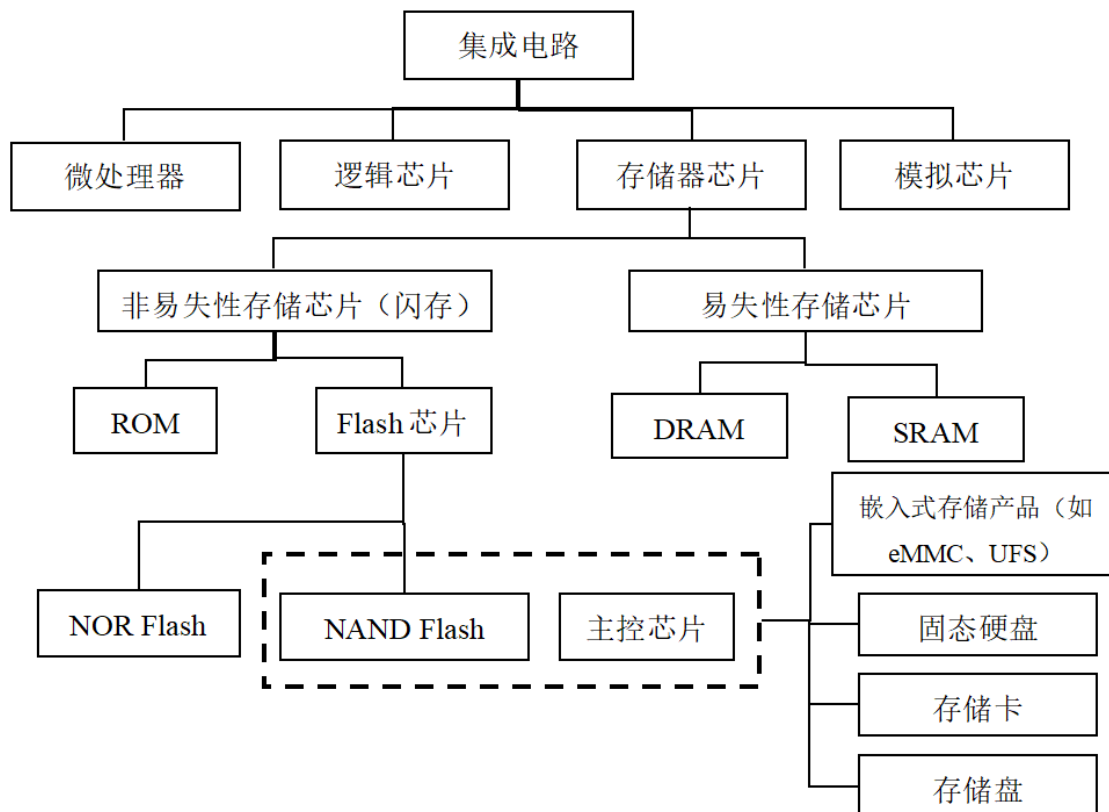 集成电路
微处理器
逻辑芯片
存储器芯片
模拟芯片
非易失性存储芯片（闪存）
易失性存储芯片
ROM
Flash 芯片
DRAM
SRAM
嵌入式存储产品（如
eMMC、UFS）
NOR Flash
NAND Flash
主控芯片
固态硬盘
存储卡
存储盘